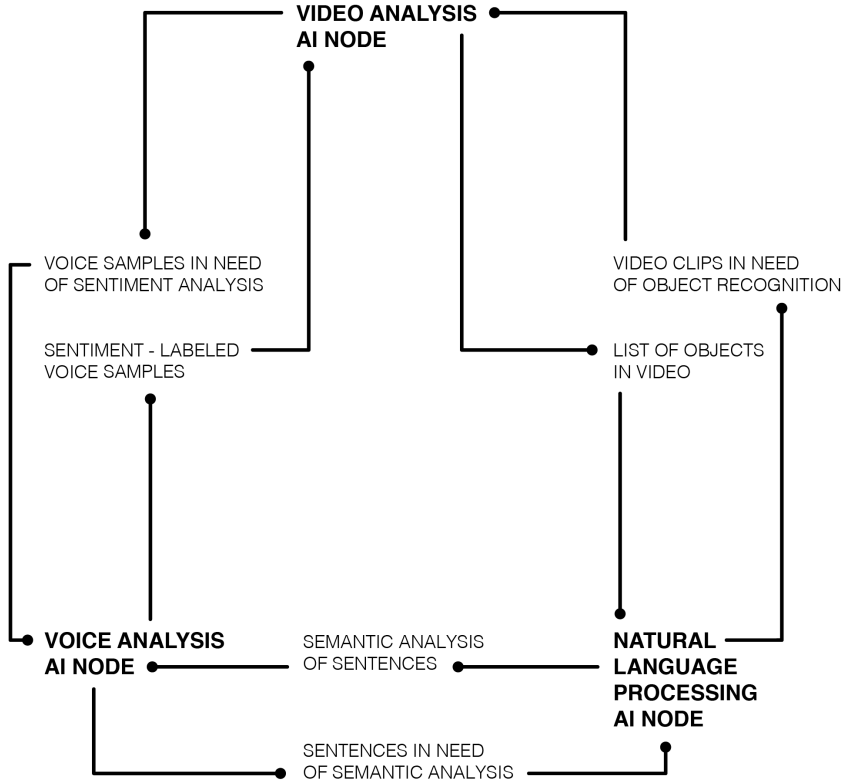 VIDEO ANALYSIS
AI NODE
VOICE SAMPLES IN NEED
OF SENTIMENT ANALYSIS
VIDEO CLIPS IN NEED
OF OBJECT RECOGNITION
SENTIMENT - LABELED
VOICE SAMPLES
LIST OF OBJECTS
IN VIDEO
VOICE ANALYSIS
AI NODE
SEMANTIC ANALYSIS
OF SENTENCES
NATURAL
LANGUAGE
PROCESSING
AI NODE
SENTENCES IN NEED
OF SEMANTIC ANALYSIS